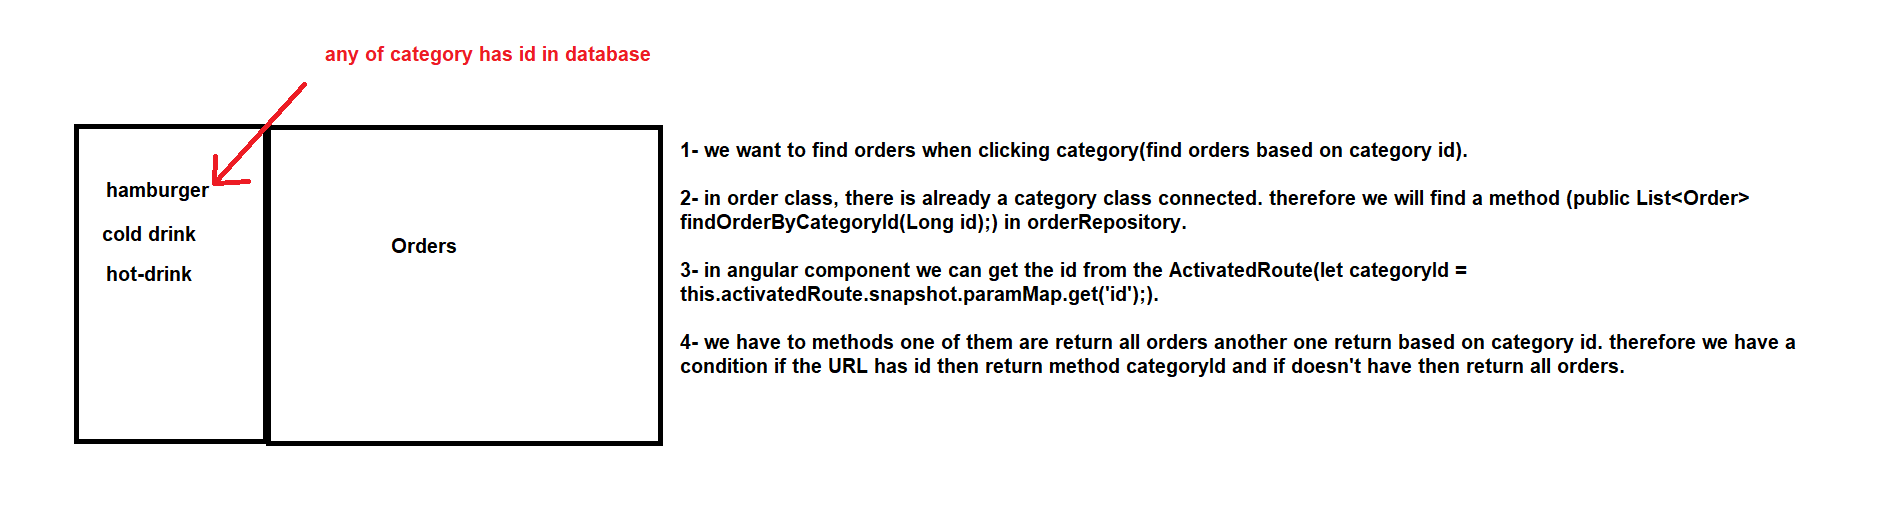 any of category has id in database
hamburger
cold drink
hot-drink
Orders
1- we want to find orders when clicking category(find orders based on category id).
2- in order class, there is already a category class connected. therefore we will find a method (public List<Order>
findOrderByCategoryId(Long id);) in orderRepository.
3- in angular component we can get the id from the ActivatedRoute(let categoryId =
this.activatedRoute.snapshot.paramMap.get('id');).
4- we have to methods one of them are return all orders another one return based on category id. therefore we have a
condition if the URL has id then return method categoryId and if doesn't have then return all orders.